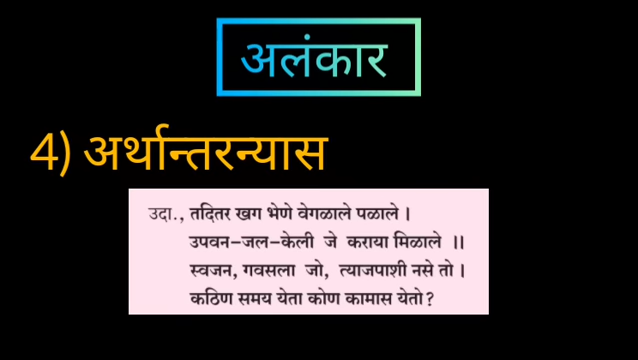 अलंकार
4) अर्थान्तरन्यास
उदा., तदितर खग भेणे वेगळाले पळाले ।
उपवन-जल-केली जे कराया मिळाले ।।
स्वजन, गवसला जो, त्याजपाशी नसे तो ।
कठिण समय येता कोण कामास येतो?